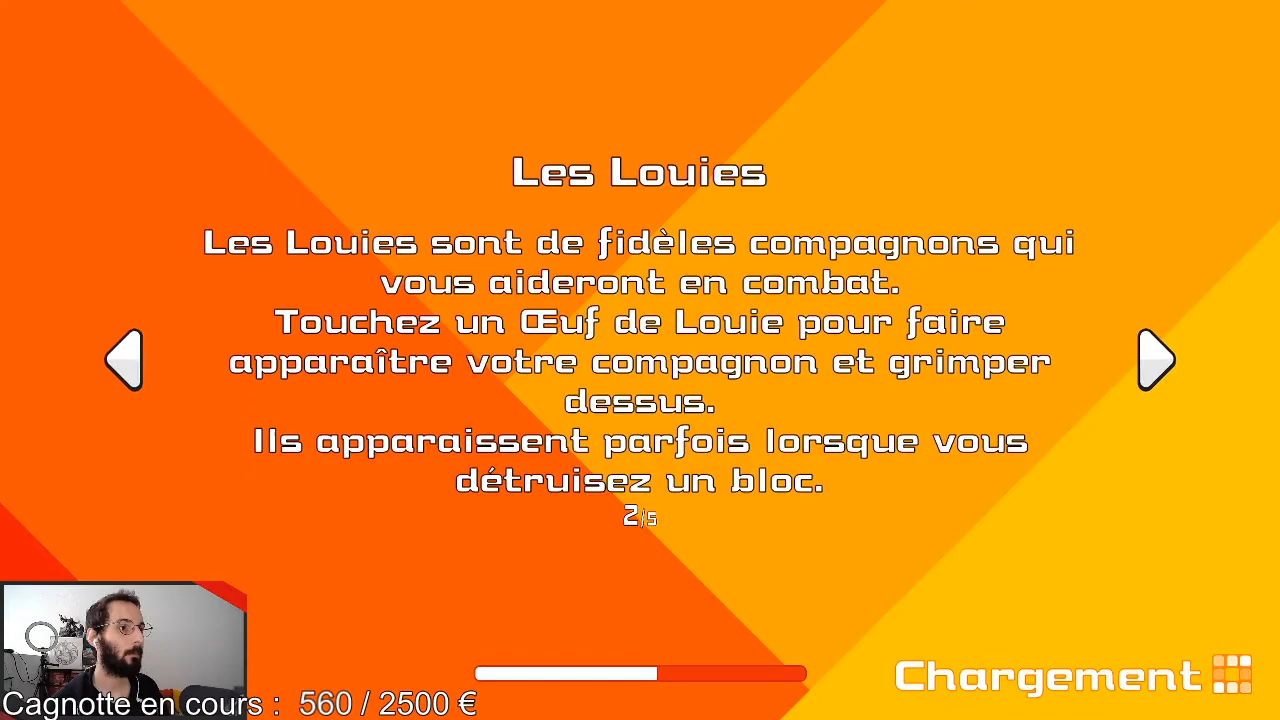 Les Louies
Les Louies sont de fidèles compagnons qui
vous aideront en combat.
Touchez un Œuf de Louie pour faire
apparaître votre compagnon et grimper
dessus.
Ils apparaissent parfois lorsque vous
détruisez un bloc.
2/5
Chargement
Cagnotte en cours : 560 / 2500 €